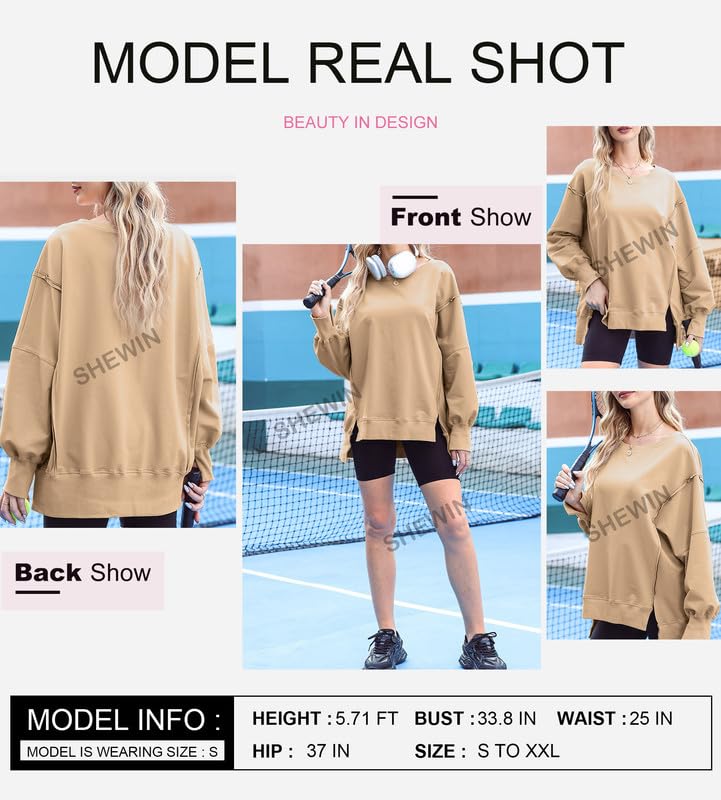 MODEL REAL SHOT
BEAUTY IN DESIGN
Front Show
SHEWIN
SHEWIN
SHEWIN
SHEWIN
SHEWIN
Back Show
MODEL INFO :
MODEL IS WEARING SIZE : S
HEIGHT : 5.71 FT BUST : 33.8 IN WAIST : 25 IN
HIP : 37 IN SIZE : S TO XXL